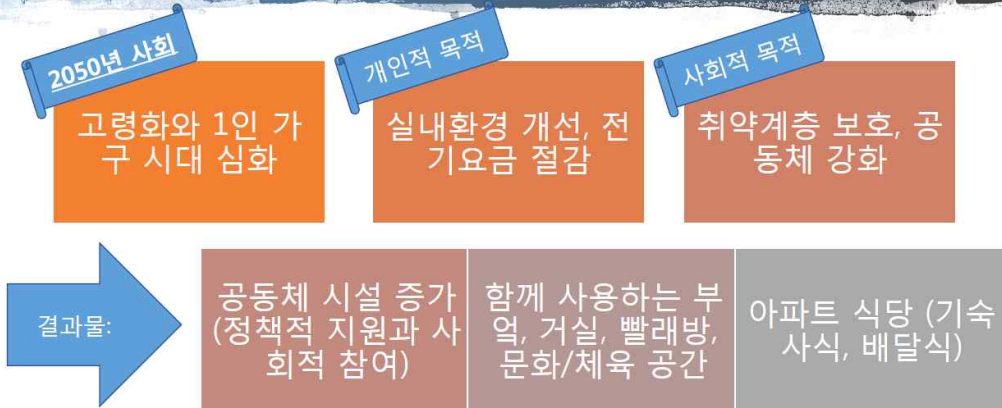 2050년 사회
고령화와 1인 가
구 시대 심화
개인적 목적
실내환경 개선, 전
기요금 절감
사회적 목적
취약계층 보호, 공
동체 강화
결과물:
공동체 시설 증가
(정책적 지원과 사
회적 참여)
함께 사용하는 부
엌, 거실, 빨래방,
문화/체육 공간
아파트 식당 (기숙
사식, 배달식)